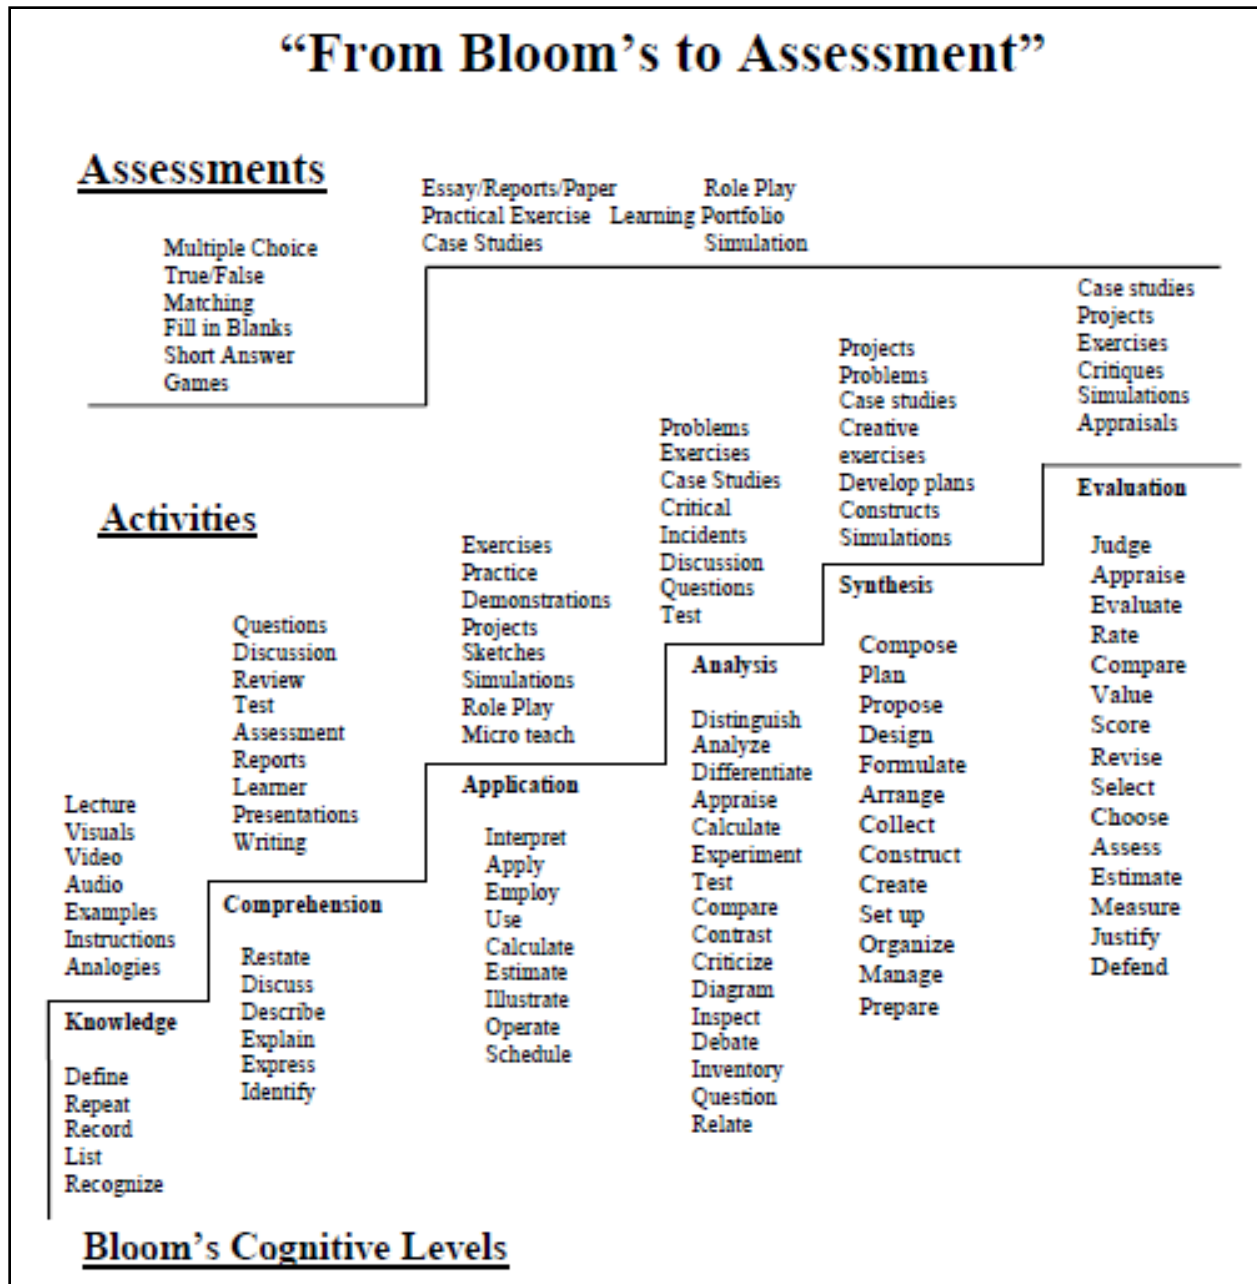 “From Bloom’s to Assessment”
Assessments
Essay/Reports/Paper Role Play
Practical Exercise Learning Portfolio
Case Studies Simulation
Multiple Choice
True/False
Matching
Fill in Blanks
Short Answer
Games
Activities
Lecture
Visuals
Video
Audio
Examples
Instructions
Analogies
Questions
Discussion
Review
Test
Assessment
Reports
Learner
Presentations
Writing
Exercises
Practice
Demonstrations
Projects
Sketches
Simulations
Role Play
Micro teach
Problems
Exercises
Case Studies
Critical
Incidents
Discussion
Questions
Test
Projects
Problems
Case studies
Creative
exercises
Develop plans
Constructs
Simulations
Case studies
Projects
Exercises
Critiques
Simulations
Appraisals
Knowledge
Define
Repeat
Record
List
Recognize
Comprehension
Restate
Discuss
Describe
Explain
Express
Identify
Application
Interpret
Apply
Employ
Use
Calculate
Estimate
Illustrate
Operate
Schedule
Analysis
Distinguish
Analyze
Differentiate
Appraise
Calculate
Experiment
Test
Compare
Contrast
Criticize
Diagram
Inspect
Debate
Inventory
Question
Relate
Synthesis
Compose
Plan
Propose
Design
Formulate
Arrange
Collect
Construct
Create
Set up
Organize
Manage
Prepare
Evaluation
Judge
Appraise
Evaluate
Rate
Compare
Value
Score
Revise
Select
Choose
Assess
Estimate
Measure
Justify
Defend
Bloom’s Cognitive Levels